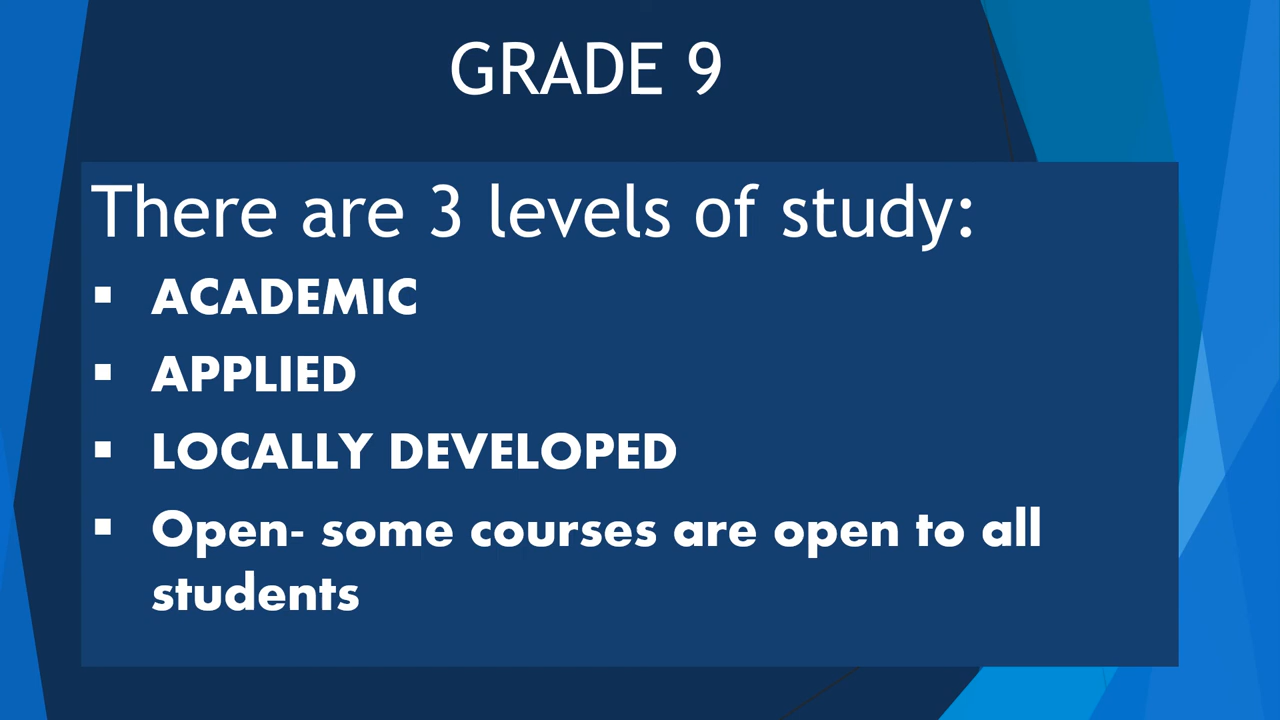 GRADE 9
There are 3 levels of study:
▪ ACADEMIC
▪ APPLIED
▪ LOCALLY DEVELOPED
▪ Open- some courses are open to all
students